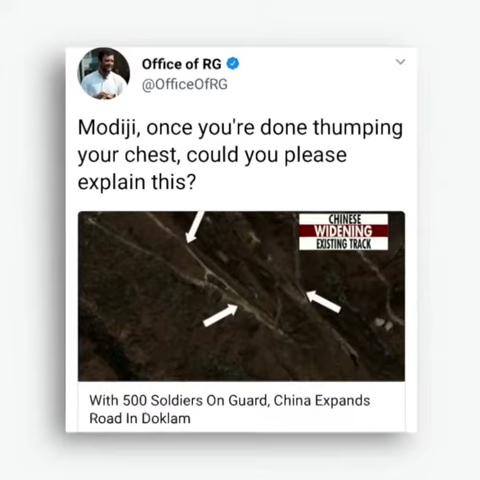 Office of RG
@OfficeOfRG
Modiji, once you're done thumping
your chest, could you please
explain this?
CHINESE
WIDENING
EXISTING TRACK
With 500 Soldiers On Guard, China Expands
Road In Doklam